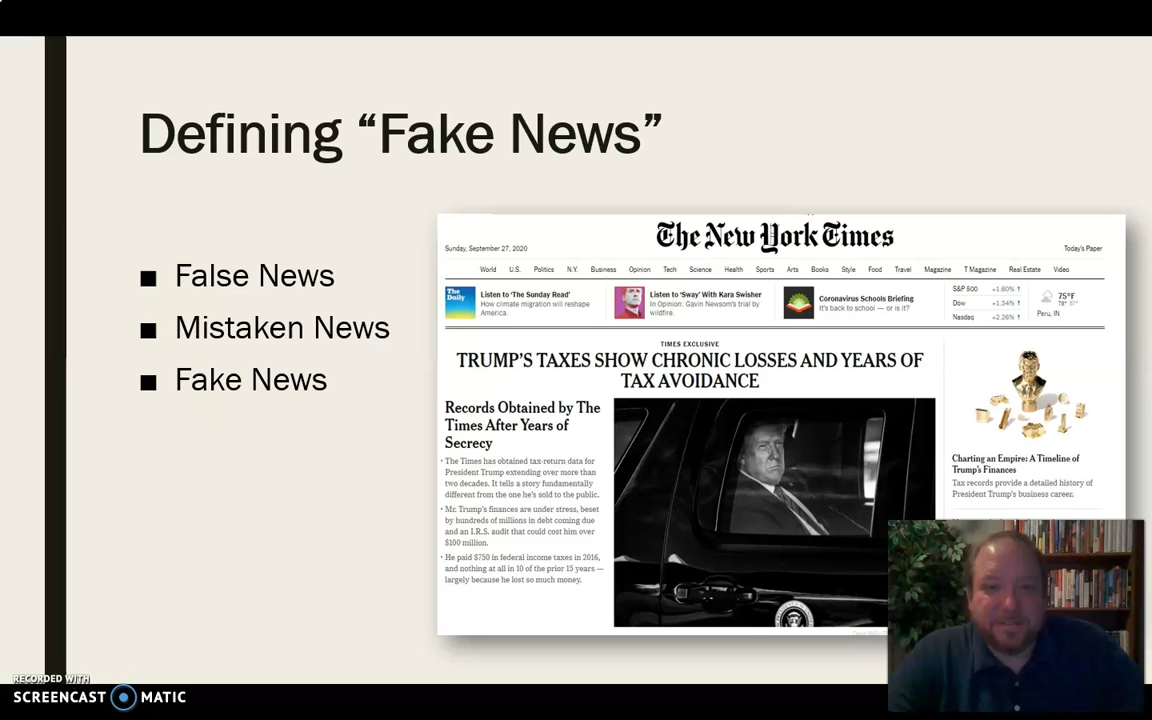 Defining “Fake News”
■ False News
■ Mistaken News
■ Fake News
The New York Times
Sunday, September 27, 2020
Today's Paper
World U.S. Politics N.Y. Business Opinion Tech Science Health Sports Arts Books Style Food Travel Magazine T Magazine Real Estate Video
The Daily
Listen to 'The Sunday Read'
How climate migration will reshape
America.
Listen to 'Sway' With Kara Swisher
In Opinion: Gavin Newsom's trial by
wildfire.
Coronavirus Schools Briefing
It's back to school — or is it?
S&P 500 +1.60% ↑
Dow +1.34% ↑
Nasdaq +2.26% ↑
75°F
78° 57°
Peru, IN
TIMES EXCLUSIVE
TRUMP'S TAXES SHOW CHRONIC LOSSES AND YEARS OF
TAX AVOIDANCE
Records Obtained by The
Times After Years of
Secrecy
• The Times has obtained tax-return data for
President Trump extending over more than
two decades. It tells a story fundamentally
different from the one he's sold to the public.
• Mr. Trump's finances are under stress, beset
by hundreds of millions in debt coming due
and an I.R.S. audit that could cost him over
$100 million.
• He paid $750 in federal income taxes in 2016,
and nothing at all in 10 of the prior 15 years —
largely because he lost so much money.
Charting an Empire: A Timeline of
Trump's Finances
Tax records provide a detailed history of
President Trump's business career.
RECORDED WITH
SCREENCAST MATIC